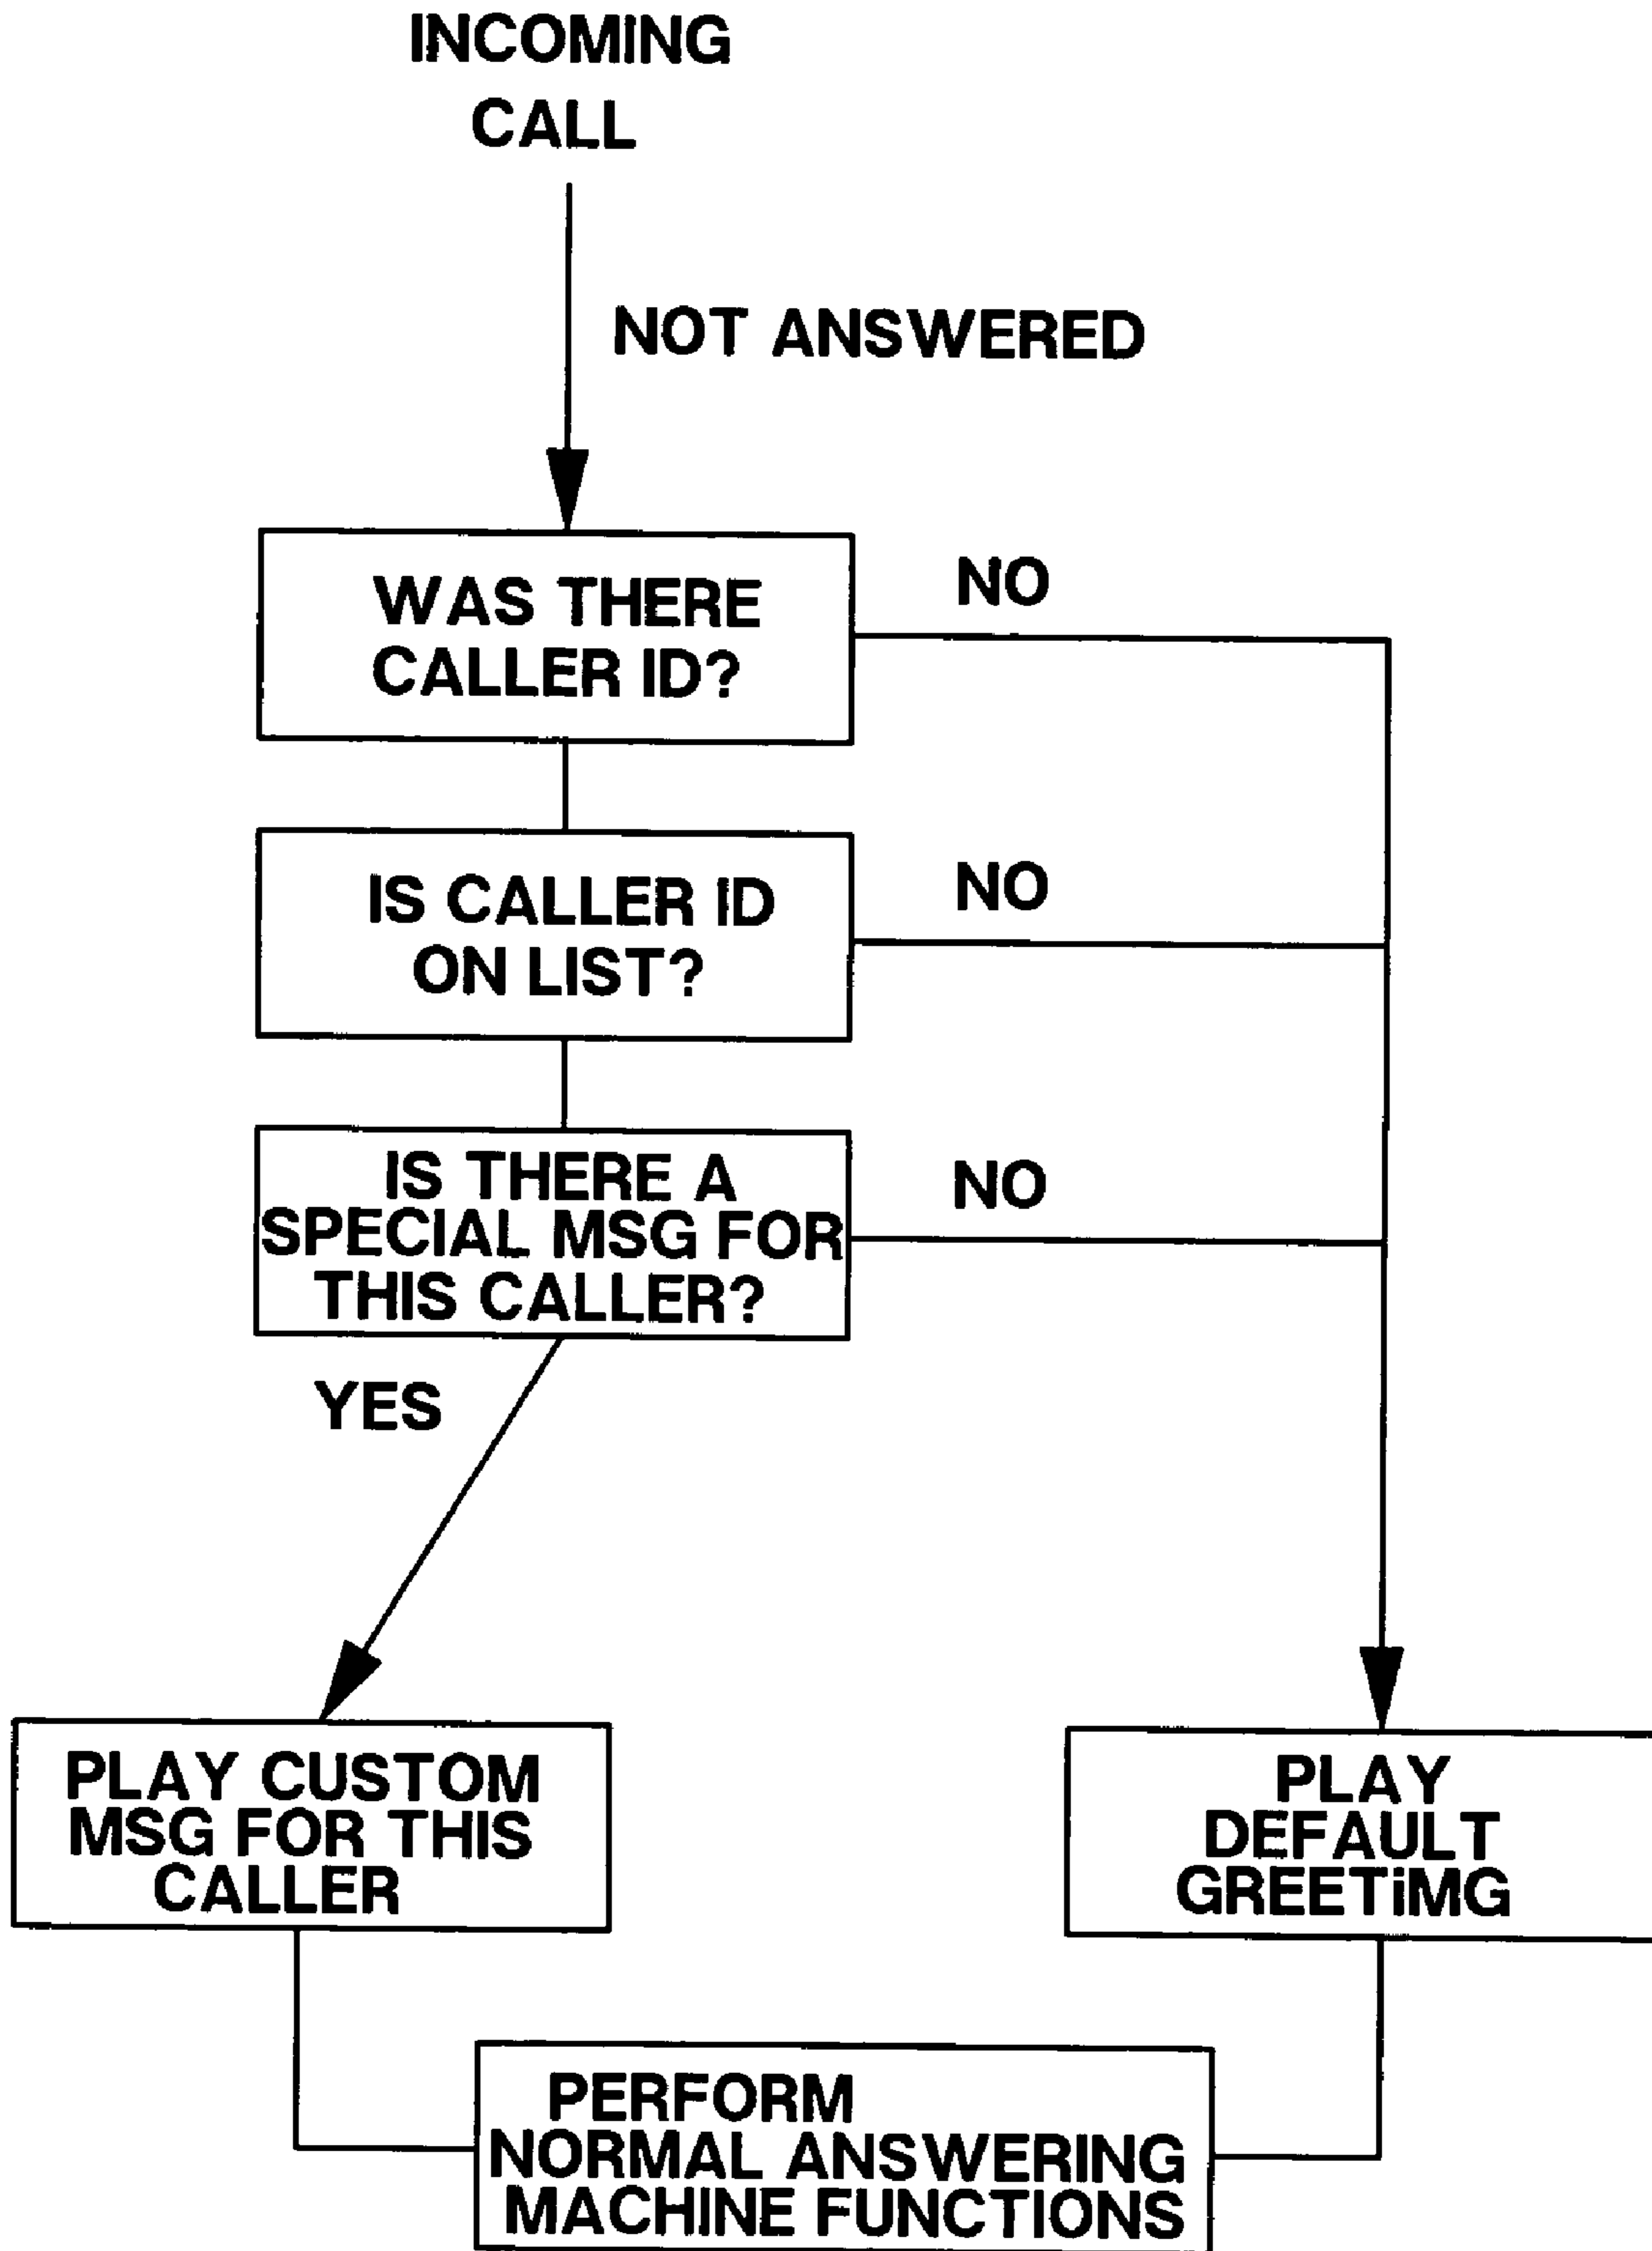 INCOMING
CALL
NOT ANSWERED
WAS THERE
CALLER ID?
NO
IS CALLER ID
ON LIST?
NO
IS THERE A
SPECIAL MSG FOR
THIS CALLER?
NO
YES
PLAY CUSTOM
MSG FOR THIS
CALLER
PLAY
DEFAULT
GREETiMG
PERFORM
NORMAL ANSWERING
MACHINE FUNCTIONS